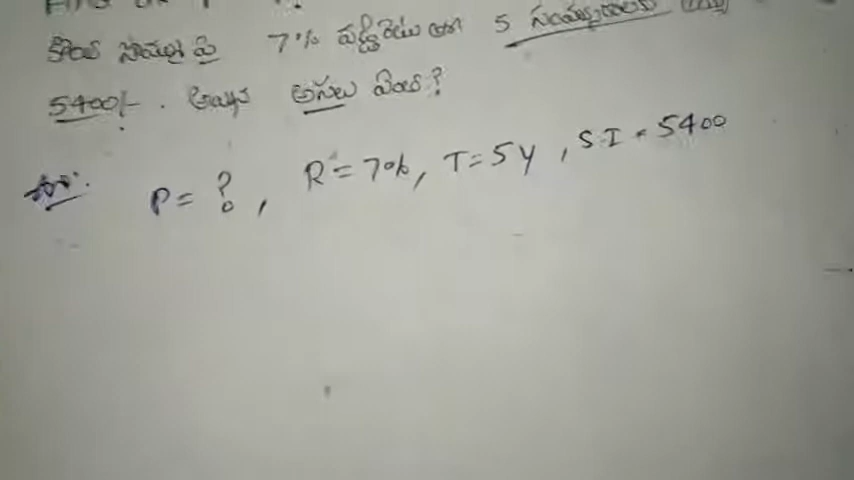 కొంత సొమ్ము పై 7% వడ్డీ రేటు 5 సంవత్సరాలకు
5400/- . అయిన అసలు ఎంత?
P = ? , R = 7%, T = 5Y , S.I = 5400